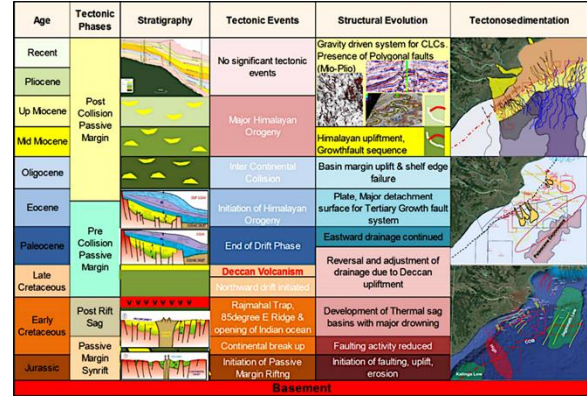 Age
Tectonic
Phases
Stratigraphy
Tectonic Events
Structural Evolution
Tectonosedimentation
Recent
Pliocene
Up Miocene
Mid Miocene
Oligocene
Eocene
Paleocene
Late
Cretaceous
Early
Cretaceous
Jurassic
Post
Collision
Passive
Margin
Pre
Collision
Passive
Margin
Post Rift
Sag
Passive
Margin
Synrift
No significant tectonic
events
Major Himalayan
Orogeny
Inter Continental
Collision
Initiation of Himalayan
Orogeny
End of Drift Phase
Deccan Volcanism
Northward drift initiated
Rajmahal Trap,
85degree E Ridge &
opening of Indian ocean
Continental break up
Initiation of Passive
Margin Riftng
Gravity driven system for CLCs.
Presence of Polygonal faults
(Mio-Plio)
Himalayan upliftment,
Growthfault sequence
Basin margin uplift & shelf edge
failure
Plate, Major detachment
surface for Tertiary Growth fault
system
Eastward drainage continued
Reversal and adjustment of
drainage due to Deccan
upliftment
Development of Thermal sag
basins with major drowning
Faulting activity reduced
Initiation of faulting, uplift,
erosion
COB
Kalinga Low
Basement